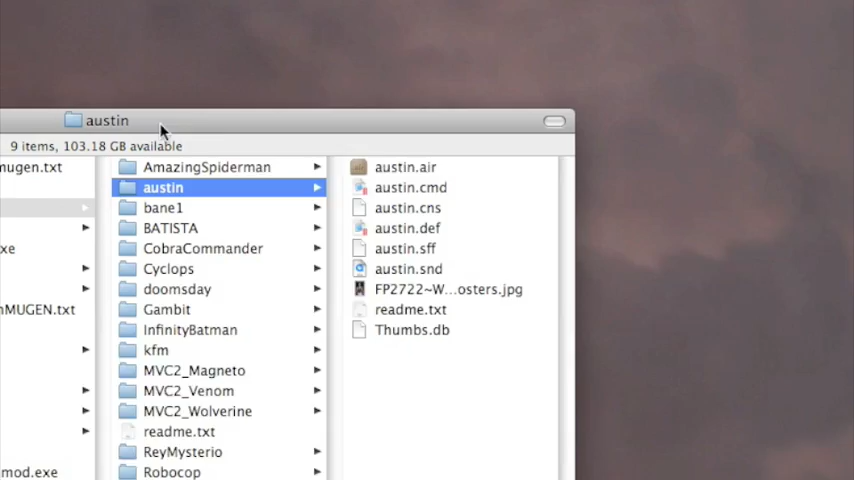 austin
9 items, 103.18 GB available
mugen.txt
xe
nMUGEN.txt
mod.exe
AmazingSpiderman
austin
bane1
BATISTA
CobraCommander
Cyclops
doomsday
Gambit
InfinityBatman
kfm
MVC2_Magneto
MVC2_Venom
MVC2_Wolverine
readme.txt
ReyMysterio
Robocop
austin.air
austin.cmd
austin.cns
austin.def
austin.sff
austin.snd
FP2722~W...osters.jpg
readme.txt
Thumbs.db